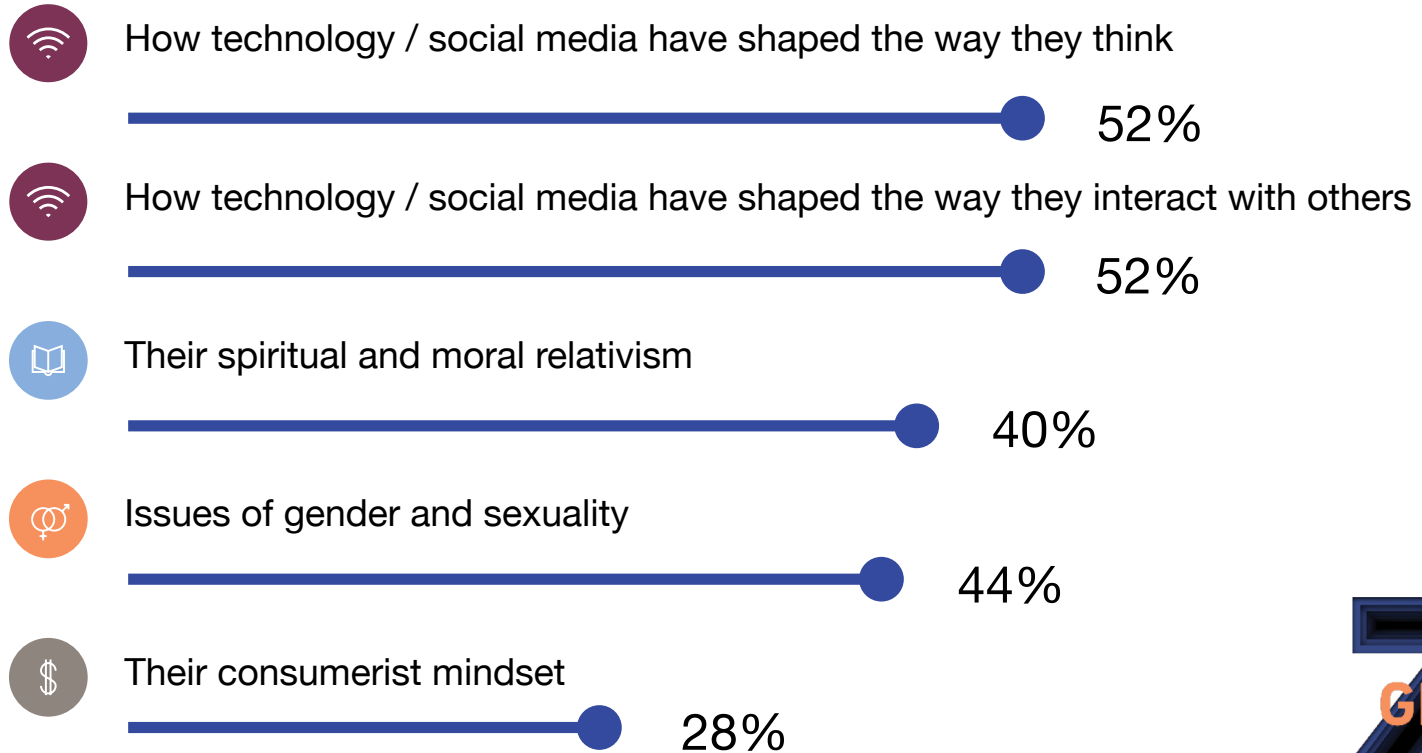 How technology / social media have shaped the way they think
52%
How technology / social media have shaped the way they interact with others
52%
Their spiritual and moral relativism
40%
Issues of gender and sexuality
44%
Their consumerist mindset
$
28%